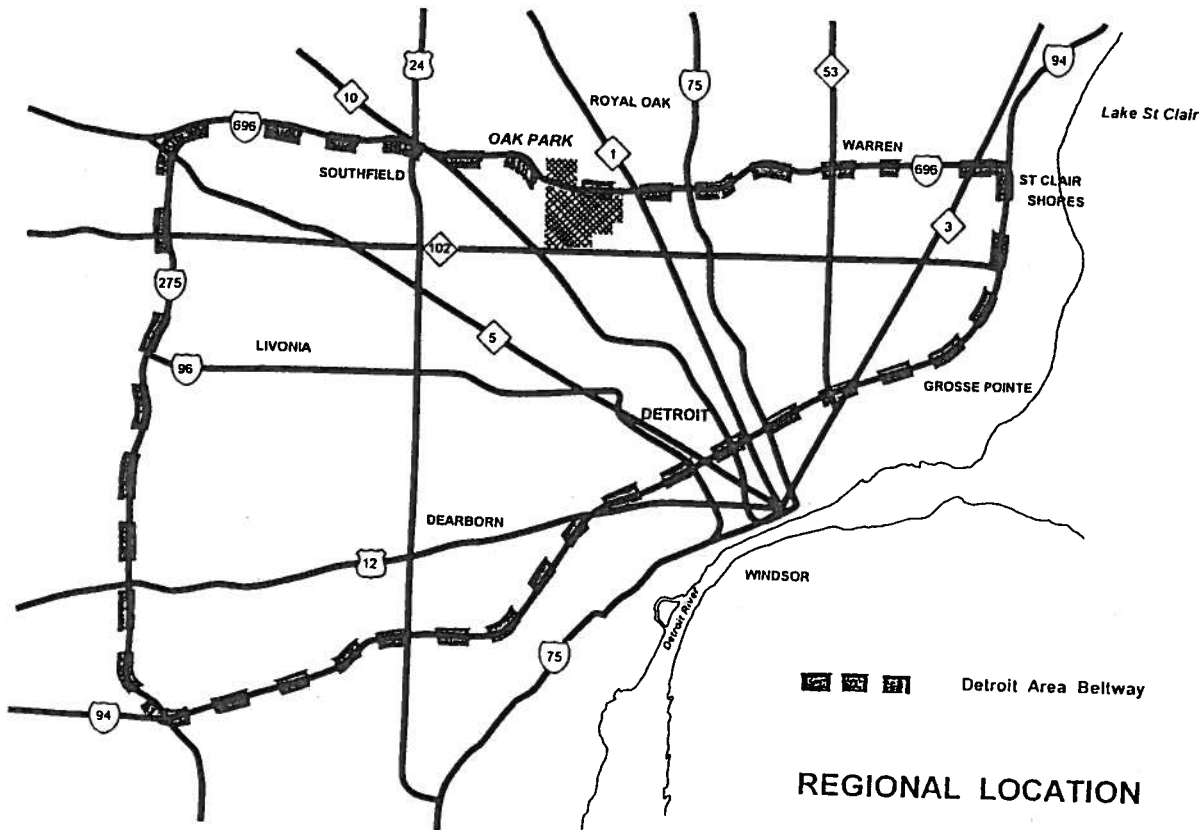 24
10
75
53
94
ROYAL OAK
Lake St Clair
696
OAK PARK
1
WARREN
SOUTHFIELD
696
ST CLAIR
SHORES
3
102
275
5
LIVONIA
96
GROSSE POINTE
DETROIT
DEARBORN
12
WINDSOR
Detroit River
75
94
Detroit Area Beltway
REGIONAL LOCATION